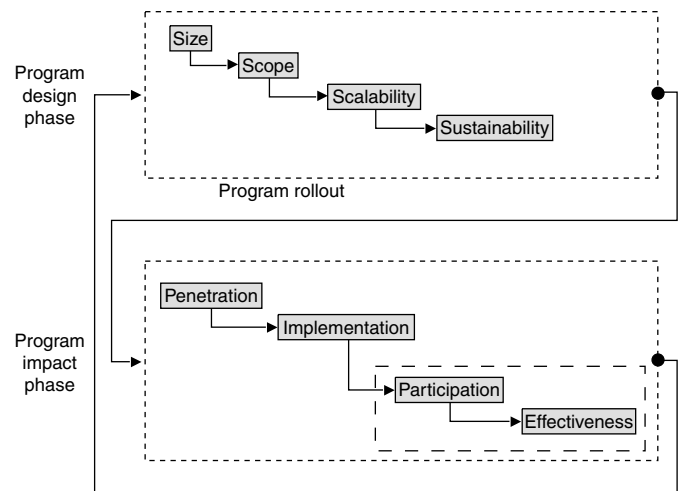 Size
Scope
Scalability
Sustainability
Program
design
phase
Program rollout
Penetration
Implementation
Participation
Effectiveness
Program
impact
phase